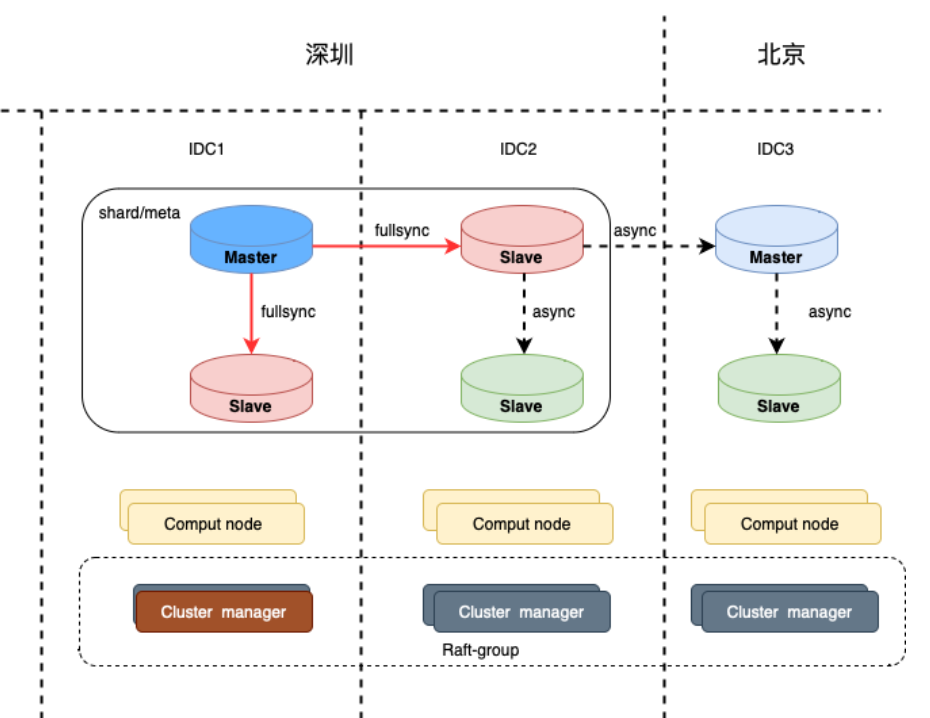 深圳
北京
IDC1
IDC2
IDC3
shard/meta
Master
fullsync
Slave
async
Master
fullsync
async
async
Slave
Slave
Slave
Comput node
Comput node
Comput node
Cluster manager
Cluster manager
Cluster manager
Raft-group